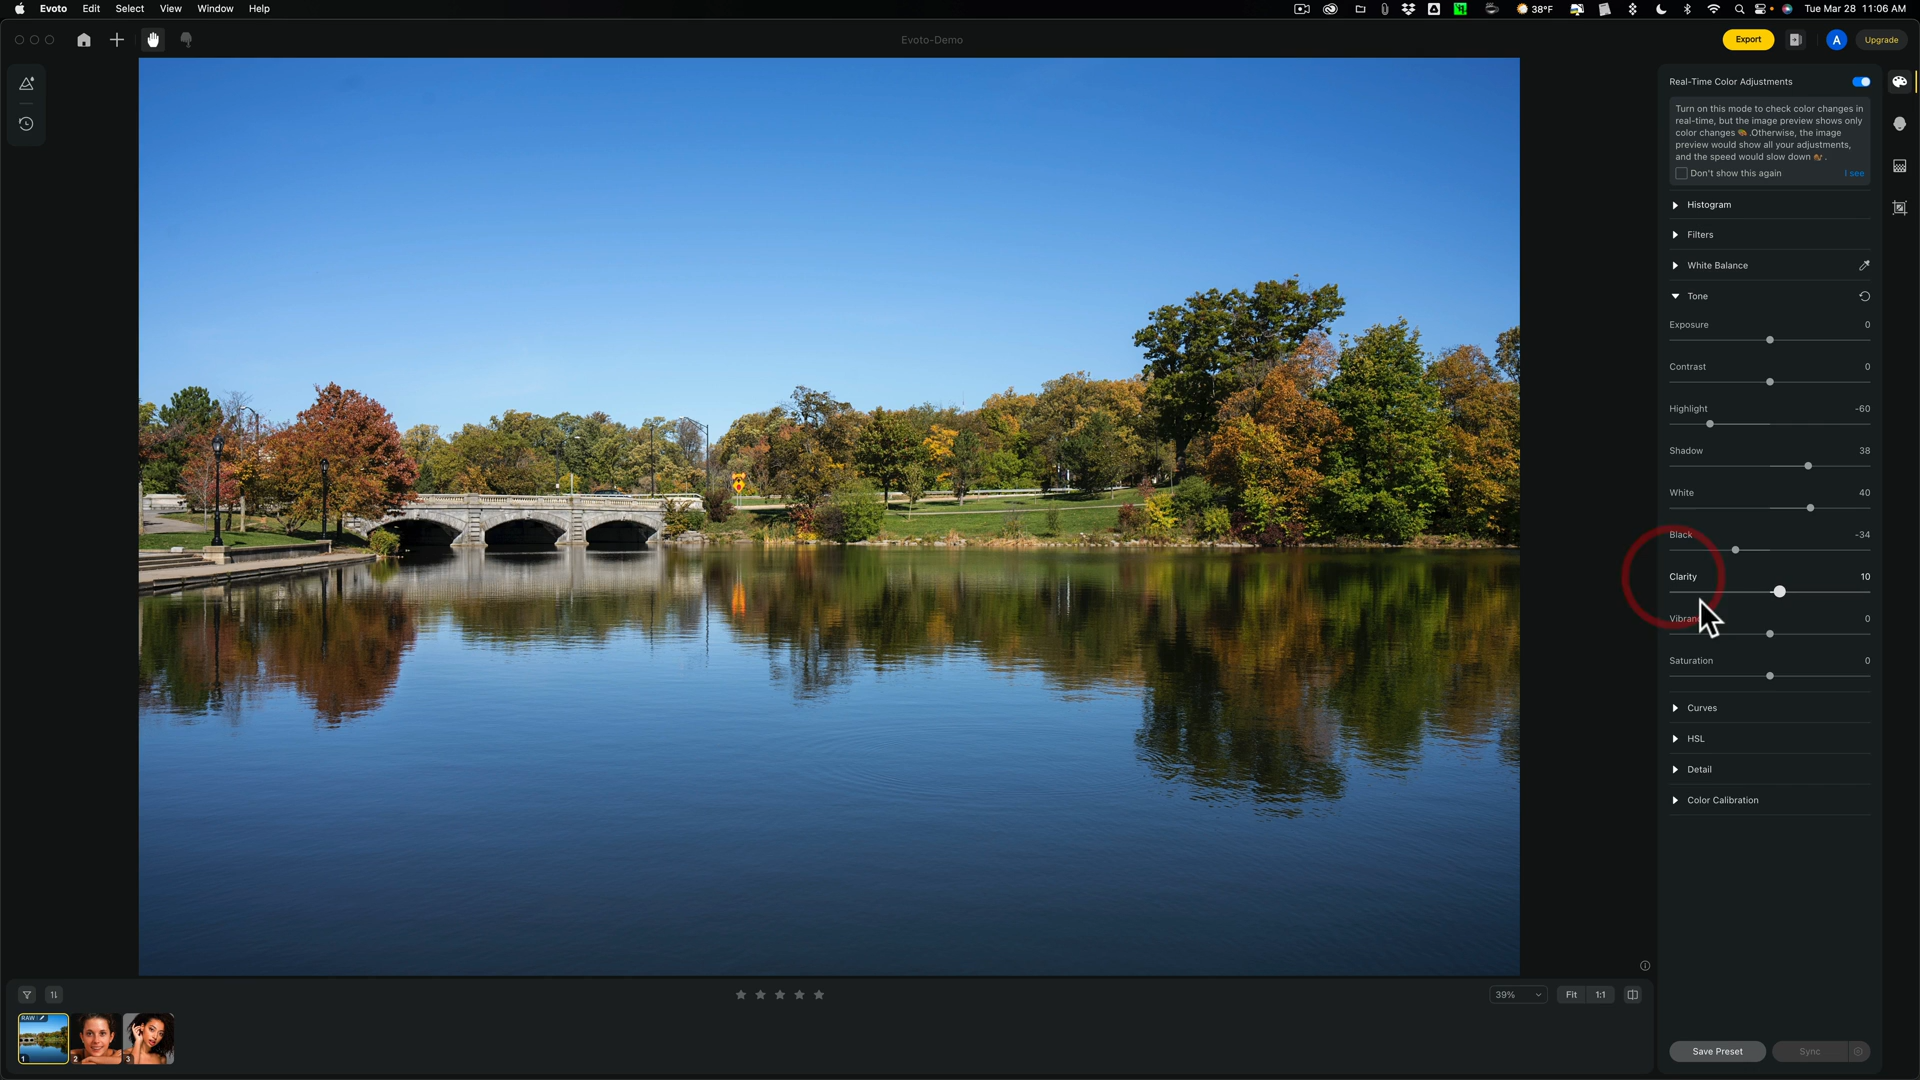 Evoto Edit Select View Window Help 38°F Tue Mar 28 11:06 AM
Evoto-Demo Export A Upgrade
Real-Time Color Adjustments
Turn on this mode to check color changes in
real-time, but the image preview shows only
color changes .Otherwise, the image
preview would show all your adjustments,
and the speed would slow down .
Don't show this again I see
Histogram
Filters
White Balance
Tone
Exposure 0
Contrast 0
Highlight -60
Shadow 38
White 40
Black -34
Clarity 10
Vibran 0
Saturation 0
Curves
HSL
Detail
Color Calibration
39% Fit 1:1
RAW
1 2 3
Save Preset Sync